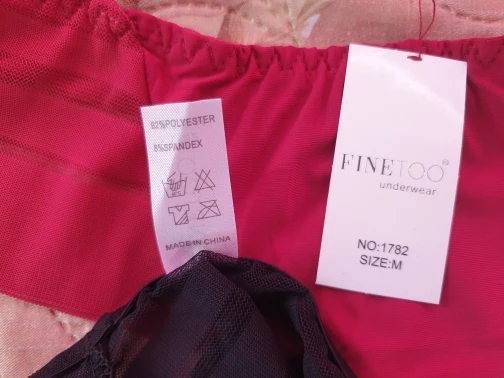 92%POLYESTER
8%SPANDEX
MADE IN CHINA
FINETOO®
underwear
NO:1782
SIZE:M